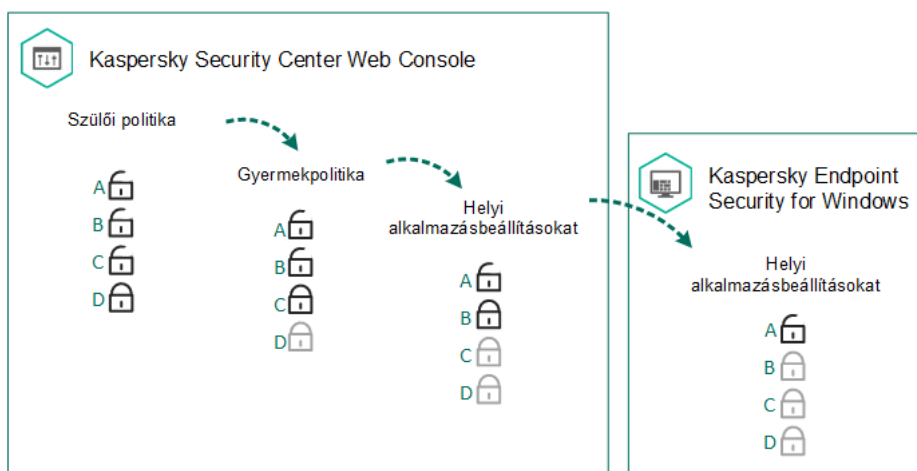 Kaspersky Security Center Web Console
Szülői politika
A
B
C
D
Gyermekpolitika
A
B
C
D
Helyi
alkalmazásbeállításokat
A
B
C
D
Kaspersky Endpoint
Security for Windows
Helyi
alkalmazásbeállításokat
A
B
C
D